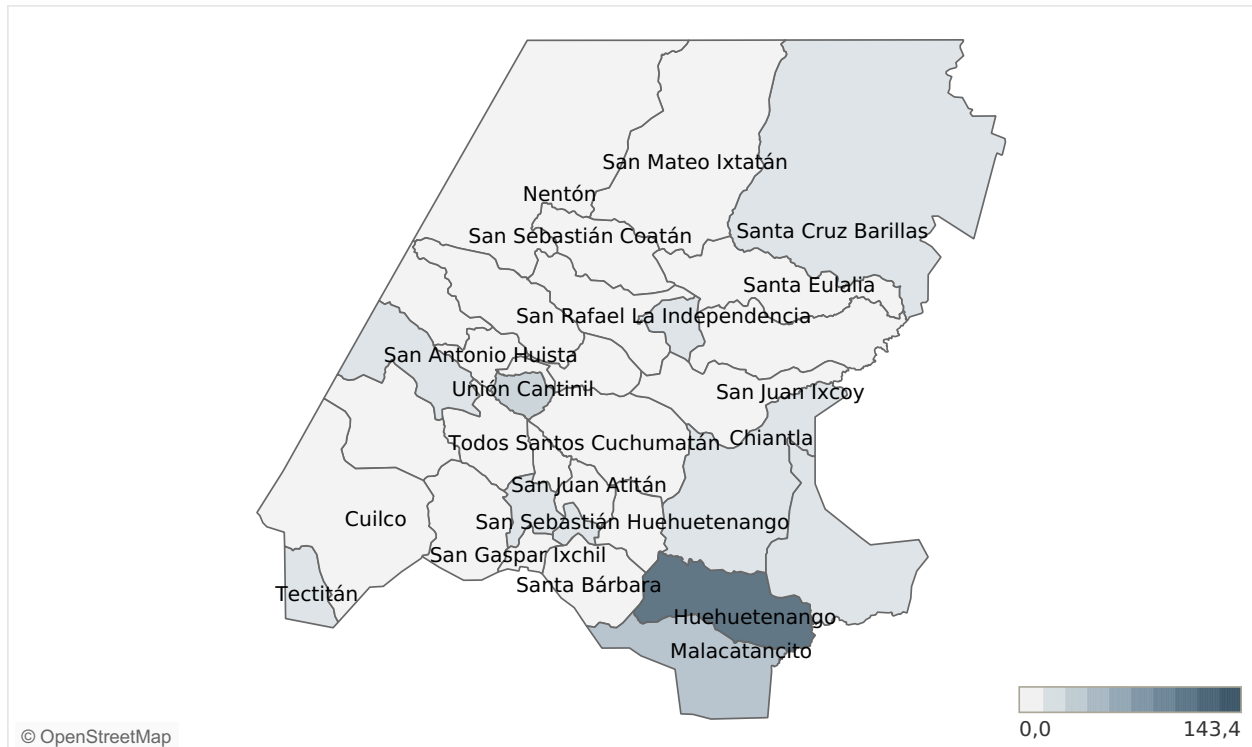 San Mateo Ixtatán
Nentón
Santa Cruz Barillas
San Sebastián Coatán
Santa Eulalia
San Rafael La Independencia
San Antonio Huista
Unión Cantinil
San Juan Ixcoy
Todos Santos Cuchumatán
Chiantla
San Juan Atitán
Cuilco
San Sebastián Huehuetenango
San Gaspar Ixchil
Santa Bárbara
Tectitán
Huehuetenango
Malacatancito
0,0
143,4
© OpenStreetMap